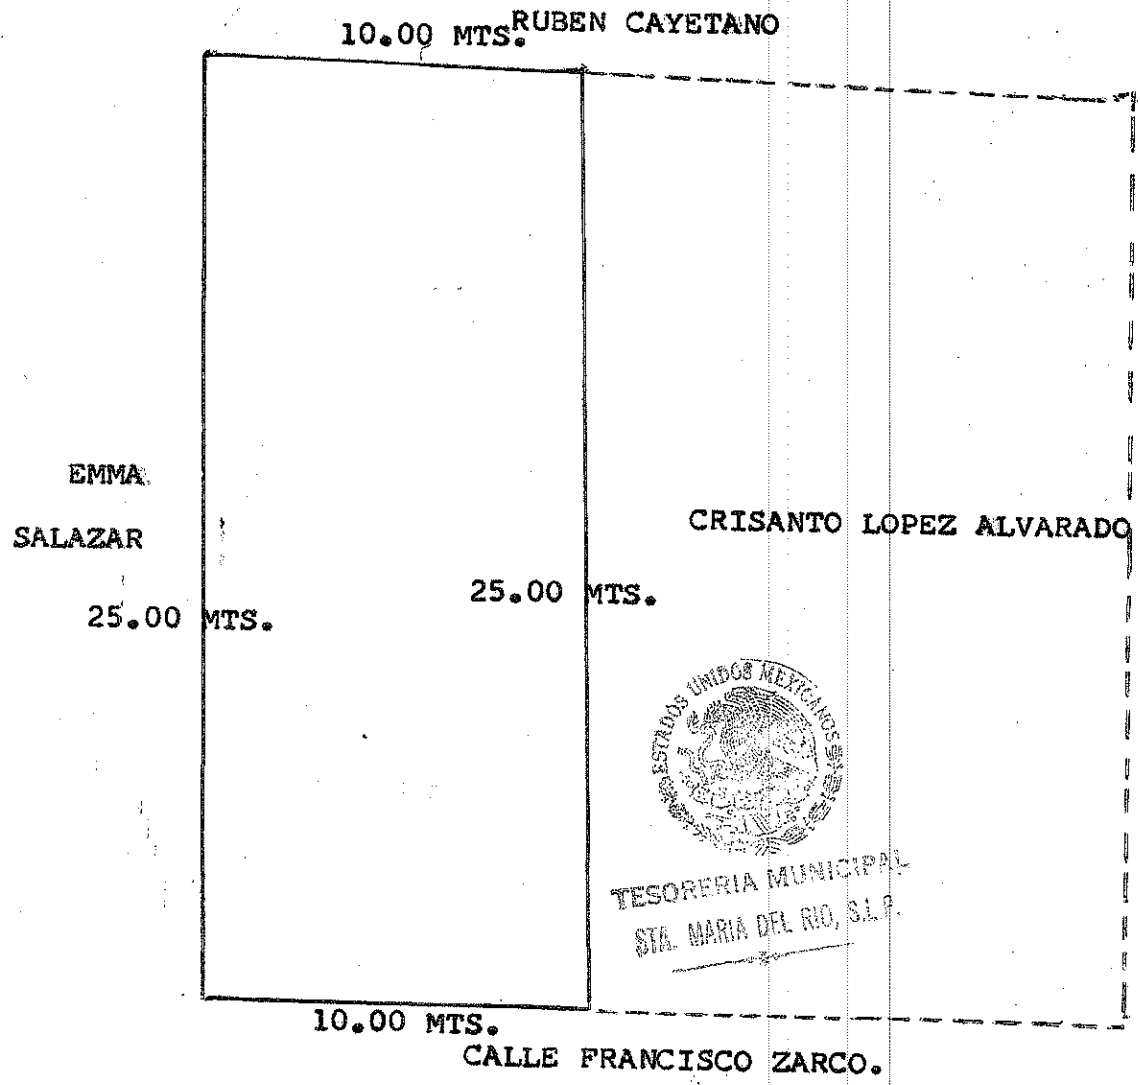 RUBEN CAYETANO
10.00 MTS.
EMMA
SALAZAR
25.00 MTS.
25.00 MTS.
CRISANTO LOPEZ ALVARADO
ESTADOS UNIDOS MEXICANOS
TESORERIA MUNICIPAL
STA. MARIA DEL RIO, S.L.P.
10.00 MTS.
CALLE FRANCISCO ZARCO.